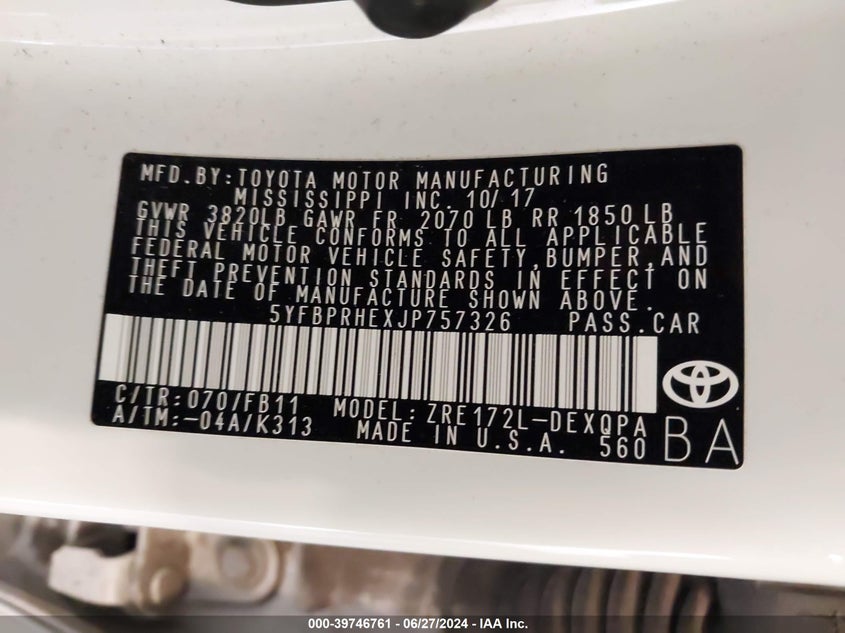 MFD.BY:TOYOTA MOTOR MANUFACTURING
MISSISSIPPI INC. 10/17
GVWR 3820LB GAWR FR 2070 LB RR 1850 LB
THIS VEHICLE CONFORMS TO ALL APPLICABLE
FEDERAL MOTOR VEHICLE SAFETY,BUMPER,AND
THEFT PREVENTION STANDARDS IN EFFECT ON
THE DATE OF MANUFACTURE SHOWN ABOVE.
5YFBPRHEXJP757326 PASS.CAR
C/TR:070/FB11 MODEL:ZRE172L-DEXQPA
A/TM:-04A/K313 MADE IN U.S.A. 560
BA
000-39746761 - 06/27/2024 - IAA Inc.